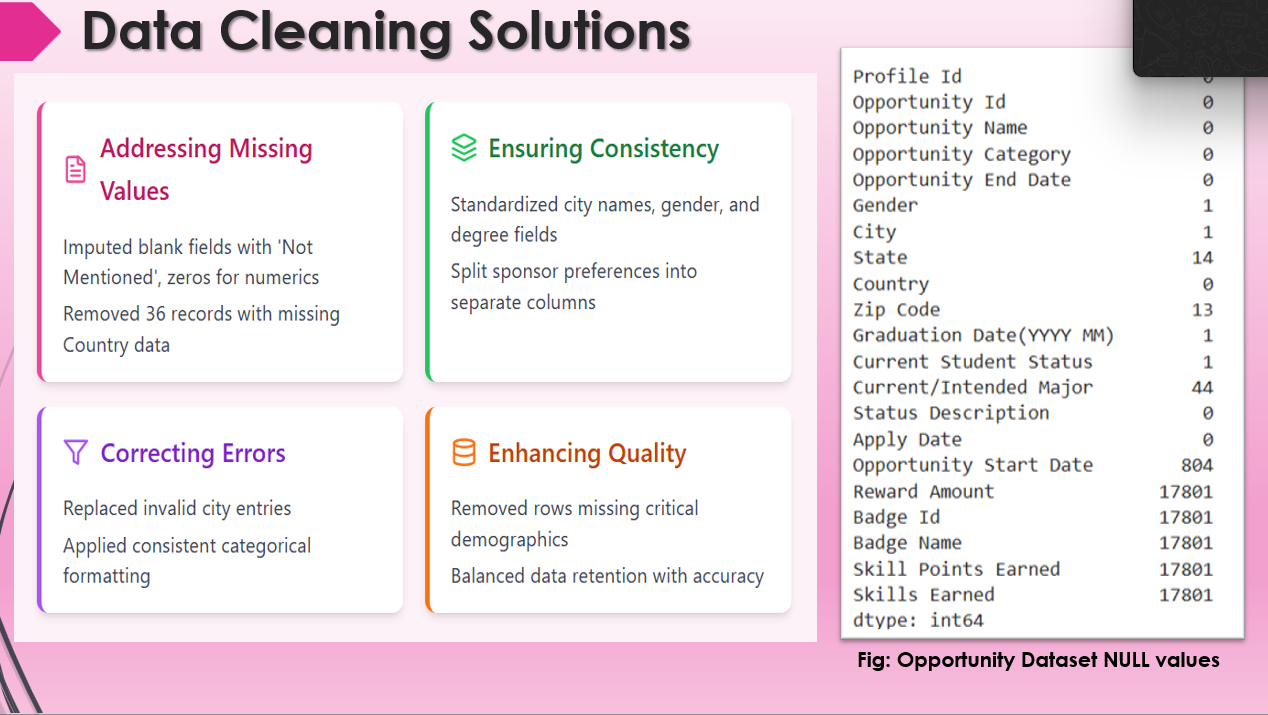 Data Cleaning Solutions
Addressing Missing
Values
Imputed blank fields with 'Not
Mentioned', zeros for numerics
Removed 36 records with missing
Country data
Ensuring Consistency
Standardized city names, gender, and
degree fields
Split sponsor preferences into
separate columns
Correcting Errors
Replaced invalid city entries
Applied consistent categorical
formatting
Enhancing Quality
Removed rows missing critical
demographics
Balanced data retention with accuracy
Profile Id 0
Opportunity Id 0
Opportunity Name 0
Opportunity Category 0
Opportunity End Date 0
Gender 1
City 1
State 14
Country 0
Zip Code 13
Graduation Date(YYYY MM) 1
Current Student Status 1
Current/Intended Major 44
Status Description 0
Apply Date 0
Opportunity Start Date 804
Reward Amount 17801
Badge Id 17801
Badge Name 17801
Skill Points Earned 17801
Skills Earned 17801
dtype: int64
Fig: Opportunity Dataset NULL values